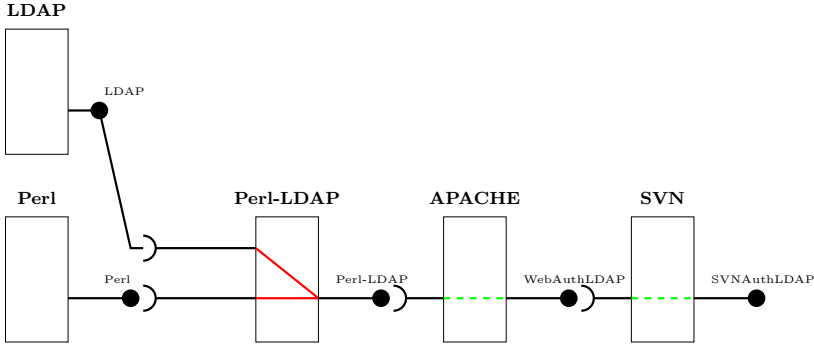 LDAP
LDAP
Perl
Perl-LDAP
APACHE
SVN
Perl
Perl-LDAP
WebAuthLDAP
SVNAuthLDAP